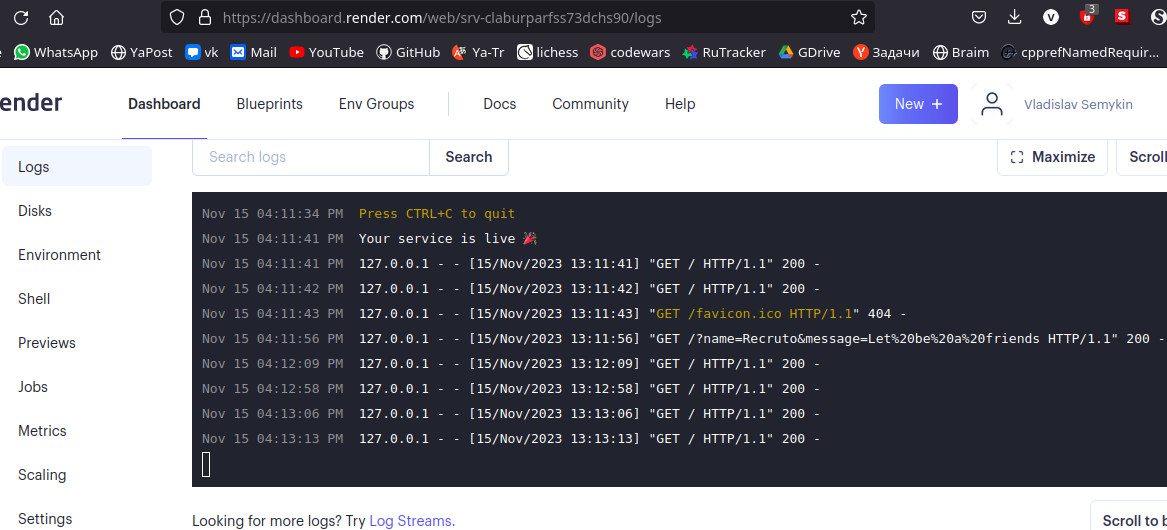 https://dashboard.render.com/web/srv-claburparfss73dchs90/logs
3
WhatsApp YaPost vk Mail YouTube GitHub Ya-Tr lichess codewars RuTracker GDrive Задачи Braim cpprefNamedRequir...
ender Dashboard Blueprints Env Groups Docs Community Help New + Vladislav Semykin
Logs Search logs Search Maximize Scroll
Disks
Environment
Shell
Previews
Jobs
Metrics
Scaling
Settings
Nov 15 04:11:34 PM Press CTRL+C to quit
Nov 15 04:11:41 PM Your service is live 🎉
Nov 15 04:11:41 PM 127.0.0.1 - - [15/Nov/2023 13:11:41] "GET / HTTP/1.1" 200 -
Nov 15 04:11:42 PM 127.0.0.1 - - [15/Nov/2023 13:11:42] "GET / HTTP/1.1" 200 -
Nov 15 04:11:43 PM 127.0.0.1 - - [15/Nov/2023 13:11:43] "GET /favicon.ico HTTP/1.1" 404 -
Nov 15 04:11:56 PM 127.0.0.1 - - [15/Nov/2023 13:11:56] "GET /?name=Recruto&message=Let%20be%20a%20friends HTTP/1.1" 200 -
Nov 15 04:12:09 PM 127.0.0.1 - - [15/Nov/2023 13:12:09] "GET / HTTP/1.1" 200 -
Nov 15 04:12:58 PM 127.0.0.1 - - [15/Nov/2023 13:12:58] "GET / HTTP/1.1" 200 -
Nov 15 04:13:06 PM 127.0.0.1 - - [15/Nov/2023 13:13:06] "GET / HTTP/1.1" 200 -
Nov 15 04:13:13 PM 127.0.0.1 - - [15/Nov/2023 13:13:13] "GET / HTTP/1.1" 200 -
Looking for more logs? Try Log Streams. Scroll to b